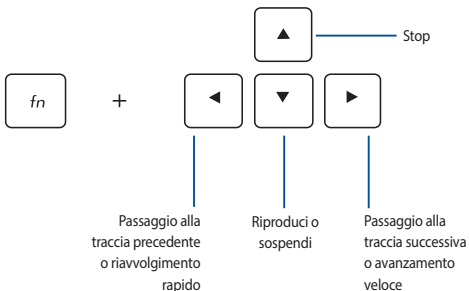 Stop
fn +
Passaggio alla
traccia precedente
o riavvolgimento
rapido
Riproduci o
sospendi
Passaggio alla
traccia successiva
o avanzamento
veloce